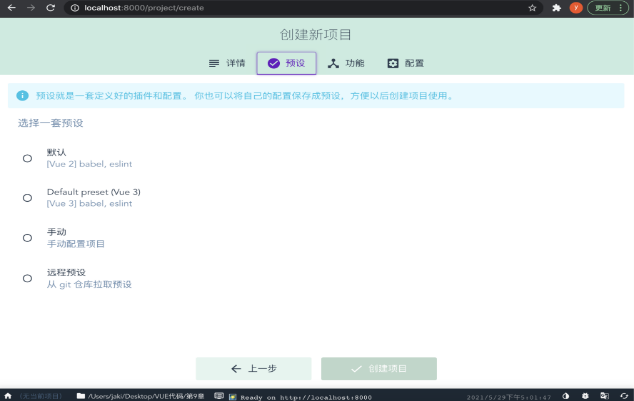 localhost:8000/project/create
更新
创建新项目
详情 预设 功能 配置
预设就是一套定义好的插件和配置。 你也可以将自己的配置保存成预设，方便以后创建项目使用。
选择一套预设
默认
[Vue 2] babel, eslint
Default preset (Vue 3)
[Vue 3] babel, eslint
手动
手动配置项目
远程预设
从 git 仓库拉取预设
上一步 创建项目
/Users/jaki/Desktop/VUE代码/第9章 Ready on http://localhost:8000 2021/5/29下午5:01:47